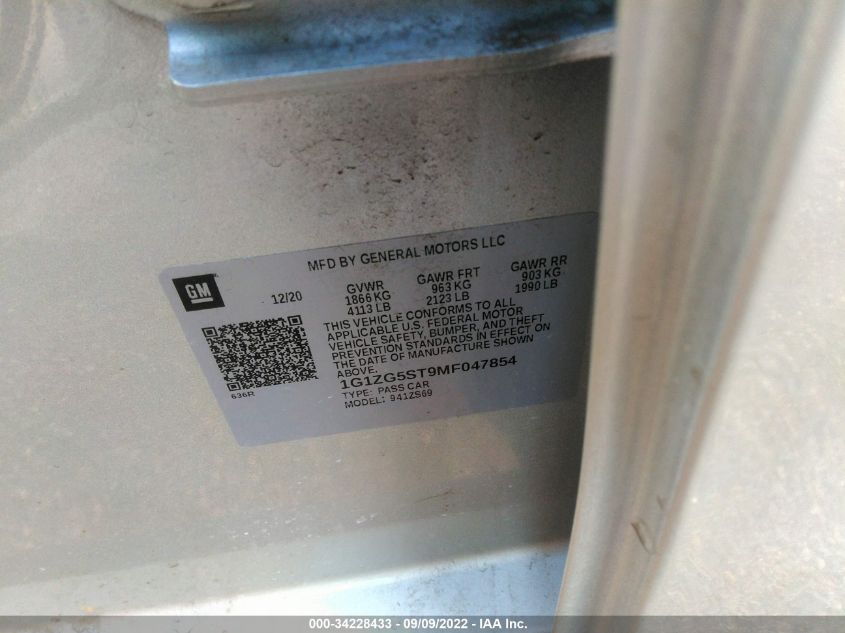 MFD BY GENERAL MOTORS LLC
GM
12/20
GVWR GAWR FRT GAWR RR
1866 KG 963 KG 903 KG
4113 LB 2123 LB 1990 LB
THIS VEHICLE CONFORMS TO ALL
APPLICABLE U.S. FEDERAL MOTOR
VEHICLE SAFETY, BUMPER, AND THEFT
PREVENTION STANDARDS IN EFFECT ON
THE DATE OF MANUFACTURE SHOWN
ABOVE.
1G1ZG5ST9MF047854
TYPE: PASS CAR
MODEL: 941ZS69
636R
000-34228433 - 09/09/2022 - IAA Inc.